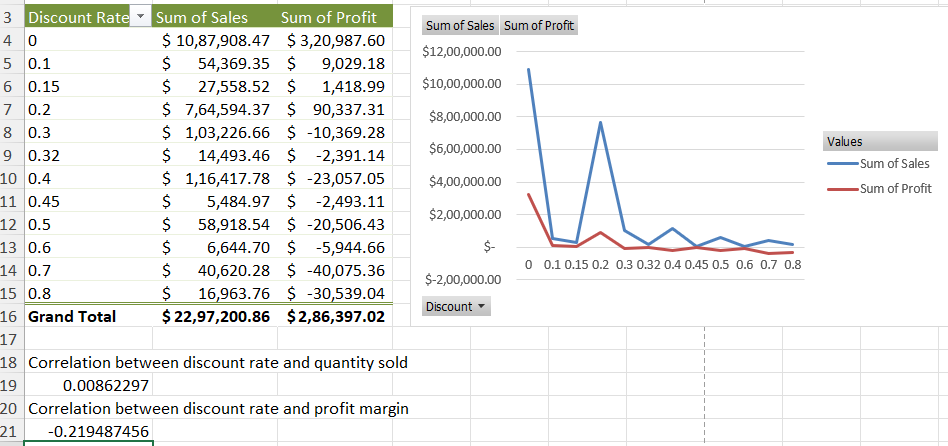 3 Discount Rate Sum of Sales Sum of Profit
4 0 $ 10,87,908.47 $ 3,20,987.60
5 0.1 $ 54,369.35 $ 9,029.18
6 0.15 $ 27,558.52 $ 1,418.99
7 0.2 $ 7,64,594.37 $ 90,337.31
8 0.3 $ 1,03,226.66 $ -10,369.28
9 0.32 $ 14,493.46 $ -2,391.14
10 0.4 $ 1,16,417.78 $ -23,057.05
11 0.45 $ 5,484.97 $ -2,493.11
12 0.5 $ 58,918.54 $ -20,506.43
13 0.6 $ 6,644.70 $ -5,944.66
14 0.7 $ 40,620.28 $ -40,075.36
15 0.8 $ 16,963.76 $ -30,539.04
16 Grand Total $ 22,97,200.86 $ 2,86,397.02
17
18 Correlation between discount rate and quantity sold
19 0.00862297
20 Correlation between discount rate and profit margin
21 -0.219487456
Sum of Sales Sum of Profit
$12,00,000.00
$10,00,000.00
$8,00,000.00
$6,00,000.00
$4,00,000.00
$2,00,000.00
$-
$-2,00,000.00
0 0.1 0.15 0.2 0.3 0.32 0.4 0.45 0.5 0.6 0.7 0.8
Discount
Values
Sum of Sales
Sum of Profit